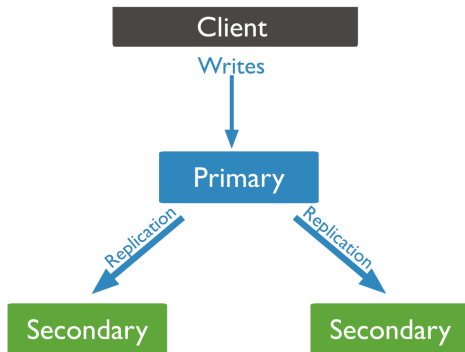 Client
Writes
Primary
Replication
Replication
Secondary
Secondary